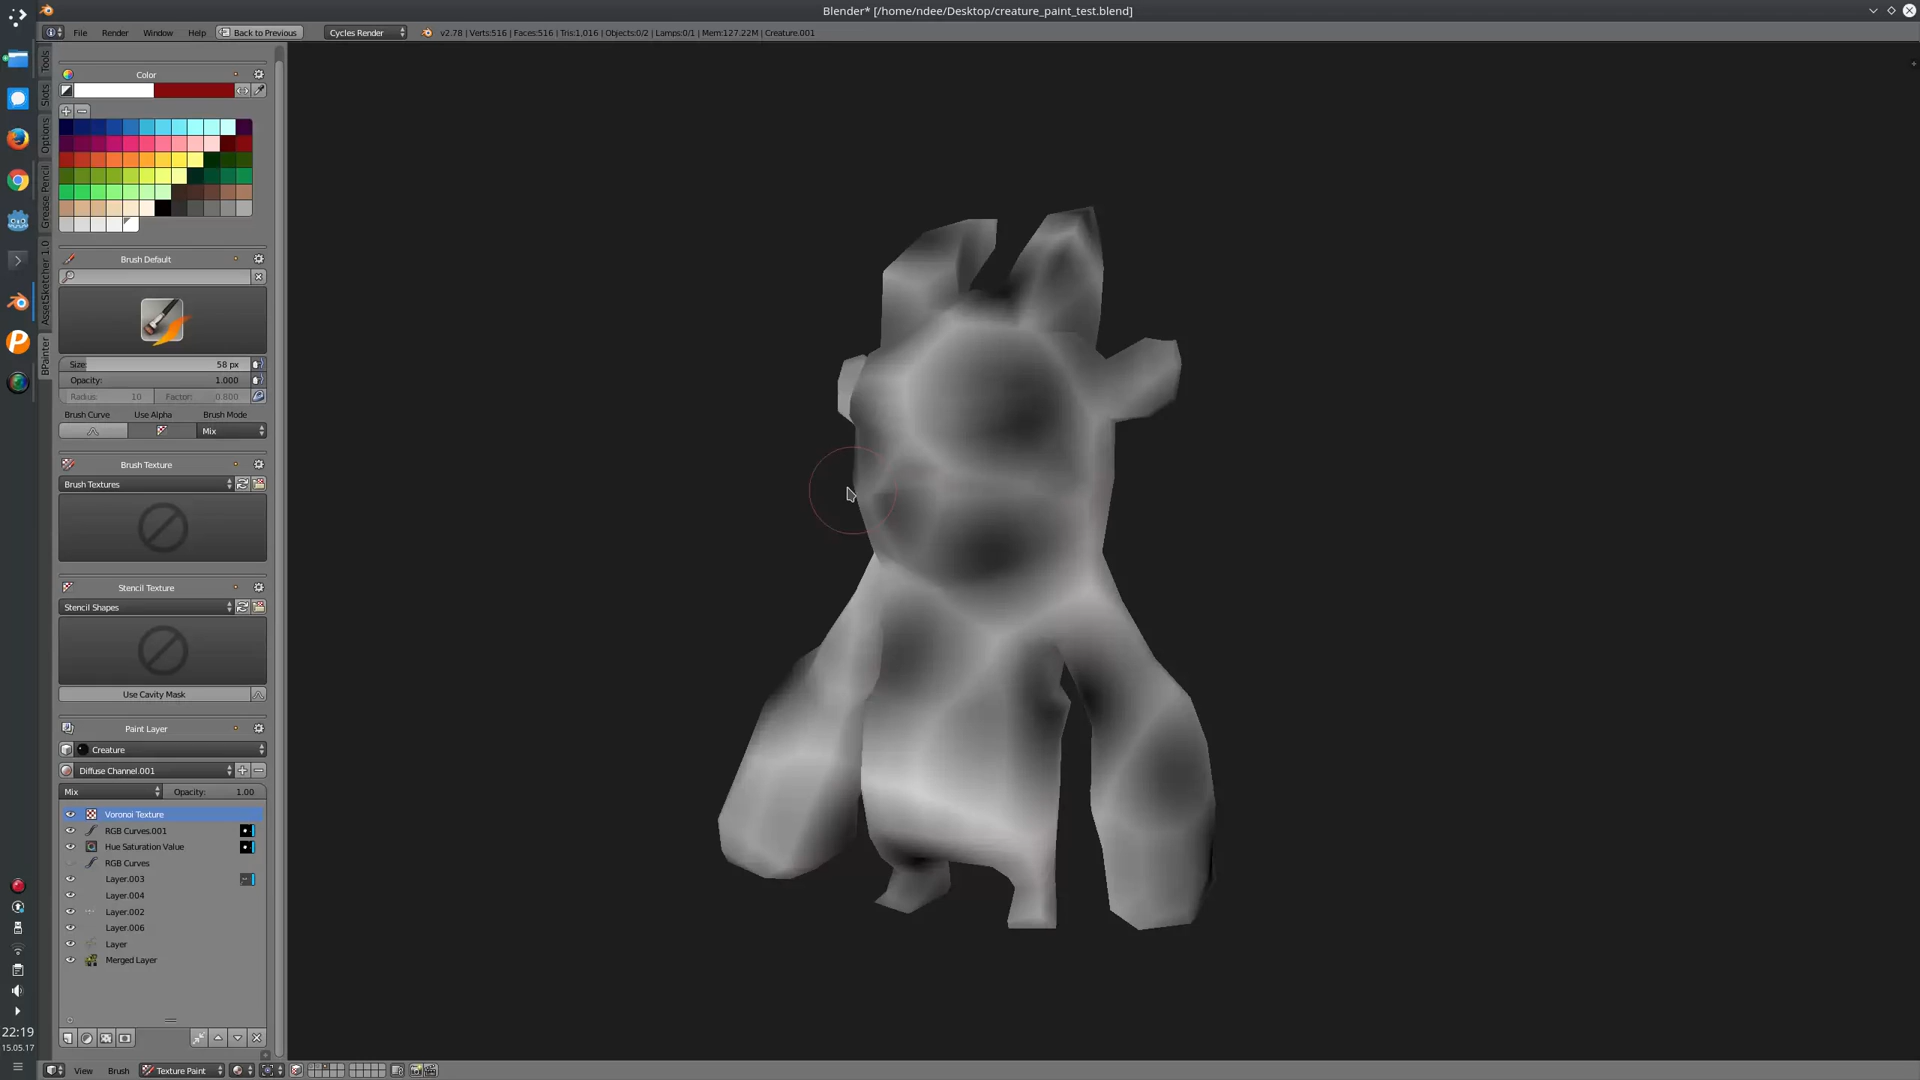 Blender* [/home/ndee/Desktop/creature_paint_test.blend]
File Render Window Help Back to Previous Cycles Render v2.78 | Verts:516 | Faces:516 | Tris:1,016 | Objects:0/2 | Lamps:0/1 | Mem:127.22M | Creature.001
Tools
Slots
Options
Grease Pencil
AssetSketcher 1.0
BPainter
Color
Brush Default
Size: 58 px
Opacity: 1.000
Radius: 10 Factor: 0.800
Brush Curve Use Alpha Brush Mode
Mix
Brush Texture
Brush Textures
Stencil Texture
Stencil Shapes
Use Cavity Mask
Paint Layer
Creature
Diffuse Channel.001
Mix Opacity: 1.00
Voronoi Texture
RGB Curves.001
Hue Saturation Value
RGB Curves
Layer.003
Layer.004
Layer.002
Layer.006
Layer
Merged Layer
22:19
15.05.17
View Brush Texture Paint